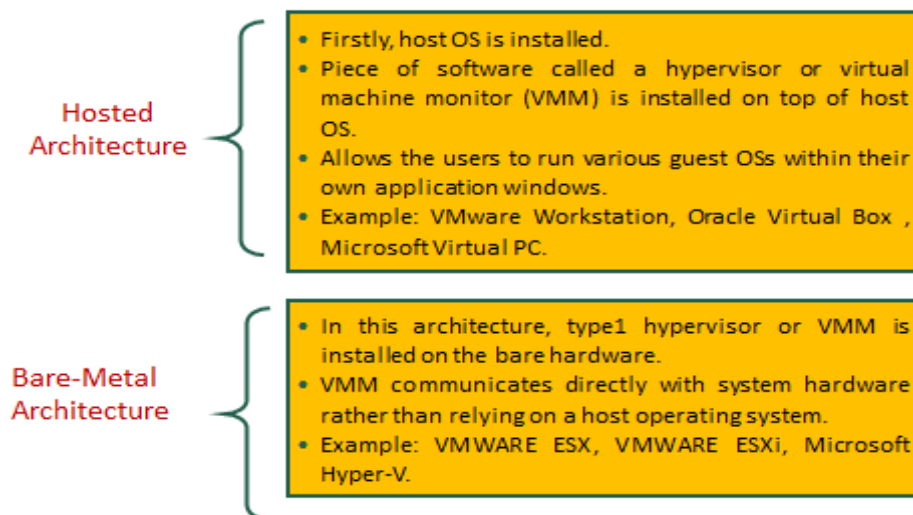 Hosted
Architecture
• Firstly, host OS is installed.
• Piece of software called a hypervisor or virtual
machine monitor (VMM) is installed on top of host
OS.
• Allows the users to run various guest OSs within their
own application windows.
• Example: VMware Workstation, Oracle Virtual Box ,
Microsoft Virtual PC.
Bare-Metal
Architecture
• In this architecture, type1 hypervisor or VMM is
installed on the bare hardware.
• VMM communicates directly with system hardware
rather than relying on a host operating system.
• Example: VMWARE ESX, VMWARE ESXi, Microsoft
Hyper-V.